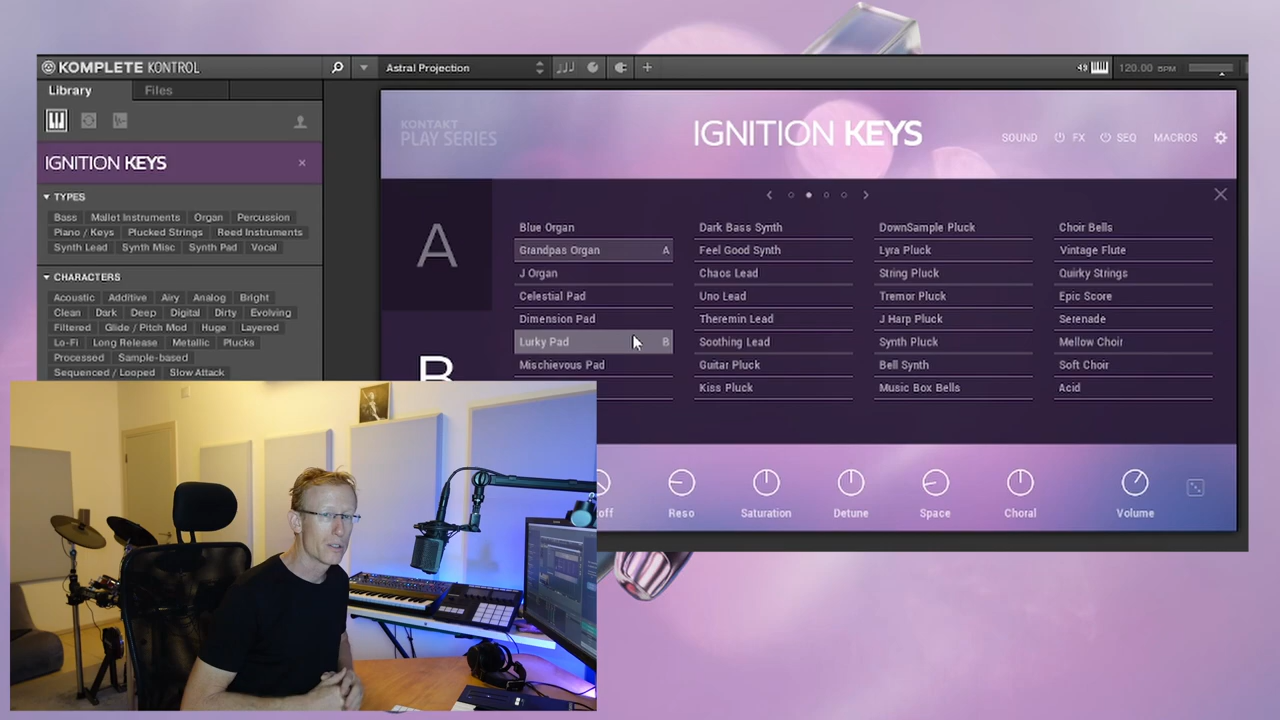 KOMPLETE KONTROL
Astral Projection
49
120.00 BPM
Library
Files
IGNITION KEYS
×
TYPES
Bass Mallet Instruments Organ Percussion
Piano / Keys Plucked Strings Reed Instruments
Synth Lead Synth Misc Synth Pad Vocal
CHARACTERS
Acoustic Additive Airy Analog Bright
Clean Dark Deep Digital Dirty Evolving
Filtered Glide / Pitch Mod Huge Layered
Lo-Fi Long Release Metallic Plucks
Processed Sample-based
Sequenced / Looped Slow Attack
KONTAKT
PLAY SERIES
IGNITION KEYS
SOUND FX SEQ MACROS
A
B
Blue Organ
Grandpas Organ A
J Organ
Celestial Pad
Dimension Pad
Lurky Pad B
Mischievous Pad
Dark Bass Synth
Feel Good Synth
Chaos Lead
Uno Lead
Theremin Lead
Soothing Lead
Guitar Pluck
Kiss Pluck
DownSample Pluck
Lyra Pluck
String Pluck
Tremor Pluck
J Harp Pluck
Synth Pluck
Bell Synth
Music Box Bells
Choir Bells
Vintage Flute
Quirky Strings
Epic Score
Serenade
Mellow Choir
Soft Choir
Acid
off
Reso
Saturation
Detune
Space
Choral
Volume